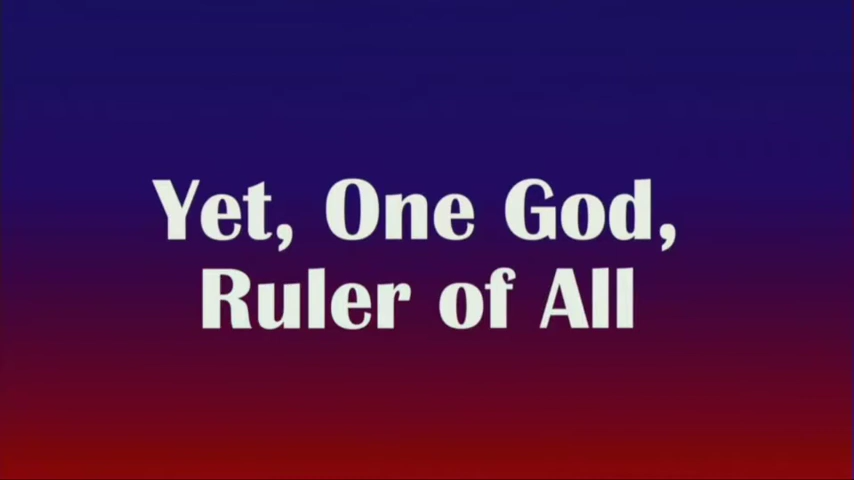 Yet, One God,
Ruler of All